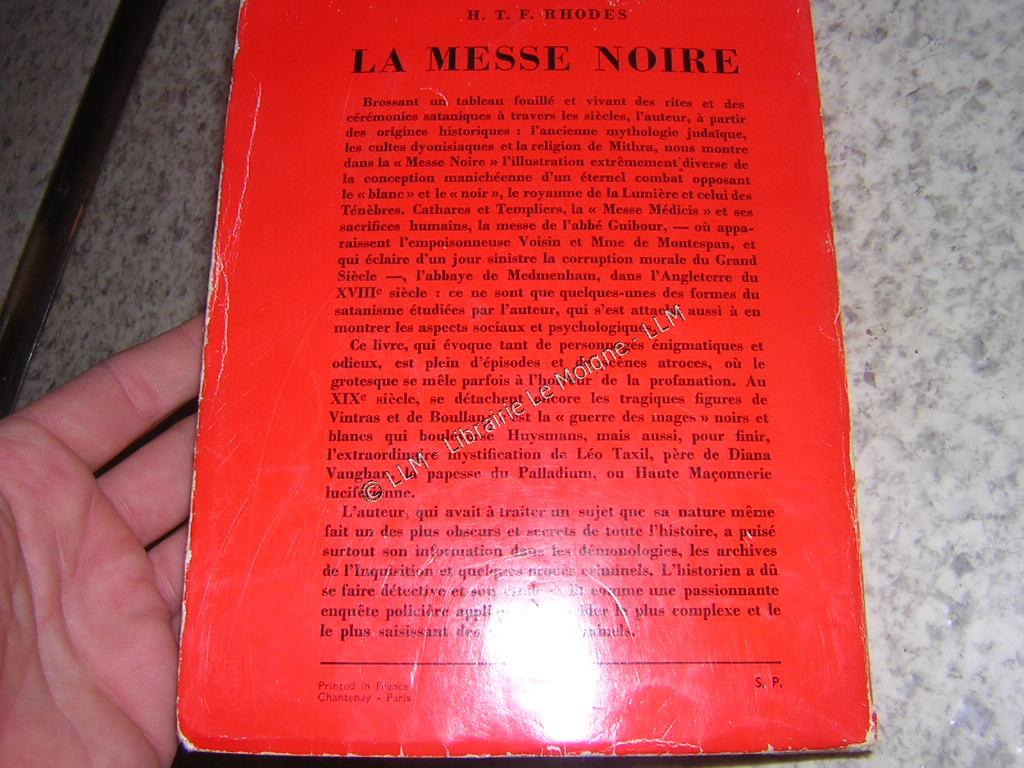 H. T. F. RHODES
LA MESSE NOIRE
Brossant un tableau fouillé et vivant des rites et des
cérémonies sataniques à travers les siècles, l'auteur, à partir
des origines historiques : l'ancienne mythologie judaïque,
les cultes dyonisiaques et la religion de Mithra, nous montre
dans la « Messe Noire » l'illustration extrêmement diverse de
la conception manichéenne d'un éternel combat opposant
le « blanc » et le « noir », le royaume de la Lumière et celui des
Ténèbres. Cathares et Templiers, la « Messe Médicis » et ses
sacrifices humains, la messe de l'abbé Guibour, — où appa-
raissent l'empoisonneuse Voisin et Mme de Montespan, et
qui éclaire d'un jour sinistre la corruption morale du Grand
Siècle —, l'abbaye de Medmenham, dans l'Angleterre du
XVIIIe siècle : ce ne sont que quelques-unes des formes du
satanisme étudiées par l'auteur, qui s'est attaché aussi à en
montrer les aspects sociaux et psychologiques.
Ce livre, qui évoque tant de personnages énigmatiques et
odieux, est plein d'épisodes et de scènes atroces, où le
grotesque se mêle parfois à l'horreur de la profanation. Au
XIXe siècle, se détachent encore les tragiques figures de
Vintras et de Boullan, est la « guerre des mages » noirs et
blancs qui Huysmans, mais aussi, pour finir,
l'extraordinaire mystification de Léo Taxil, père de Diana
Vaughan, la papesse du Palladium, ou Haute Maçonnerie
luciférienne.
L'auteur, qui avait à traiter un sujet que sa nature même
fait un des plus obscurs et secrets de toute l'histoire, a puisé
surtout son information dans les démonologies, les archives
de l'Inquisition et quelques procès criminels. L'historien a dû
se faire détective et son comme une passionnante
enquête policière le plus complexe et le
le plus saisissant des
Printed in France
Chantenay - Paris
S. P.
© LLM - Librairie Le Moigne - LLM